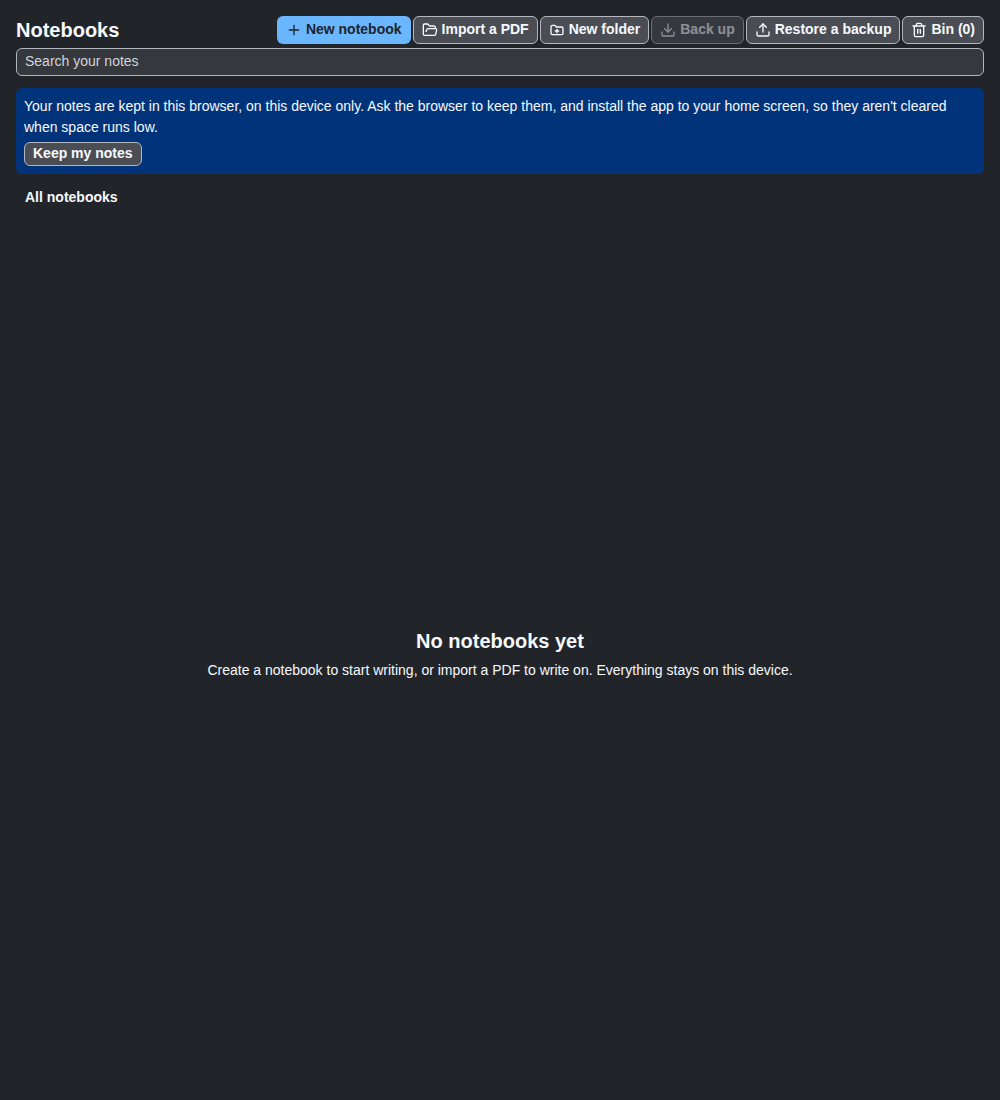 Notebooks
New notebook
Import a PDF
New folder
Back up
Restore a backup
Bin (0)
Search your notes
Your notes are kept in this browser, on this device only. Ask the browser to keep them, and install the app to your home screen, so they aren't cleared
when space runs low.
Keep my notes
All notebooks
No notebooks yet
Create a notebook to start writing, or import a PDF to write on. Everything stays on this device.